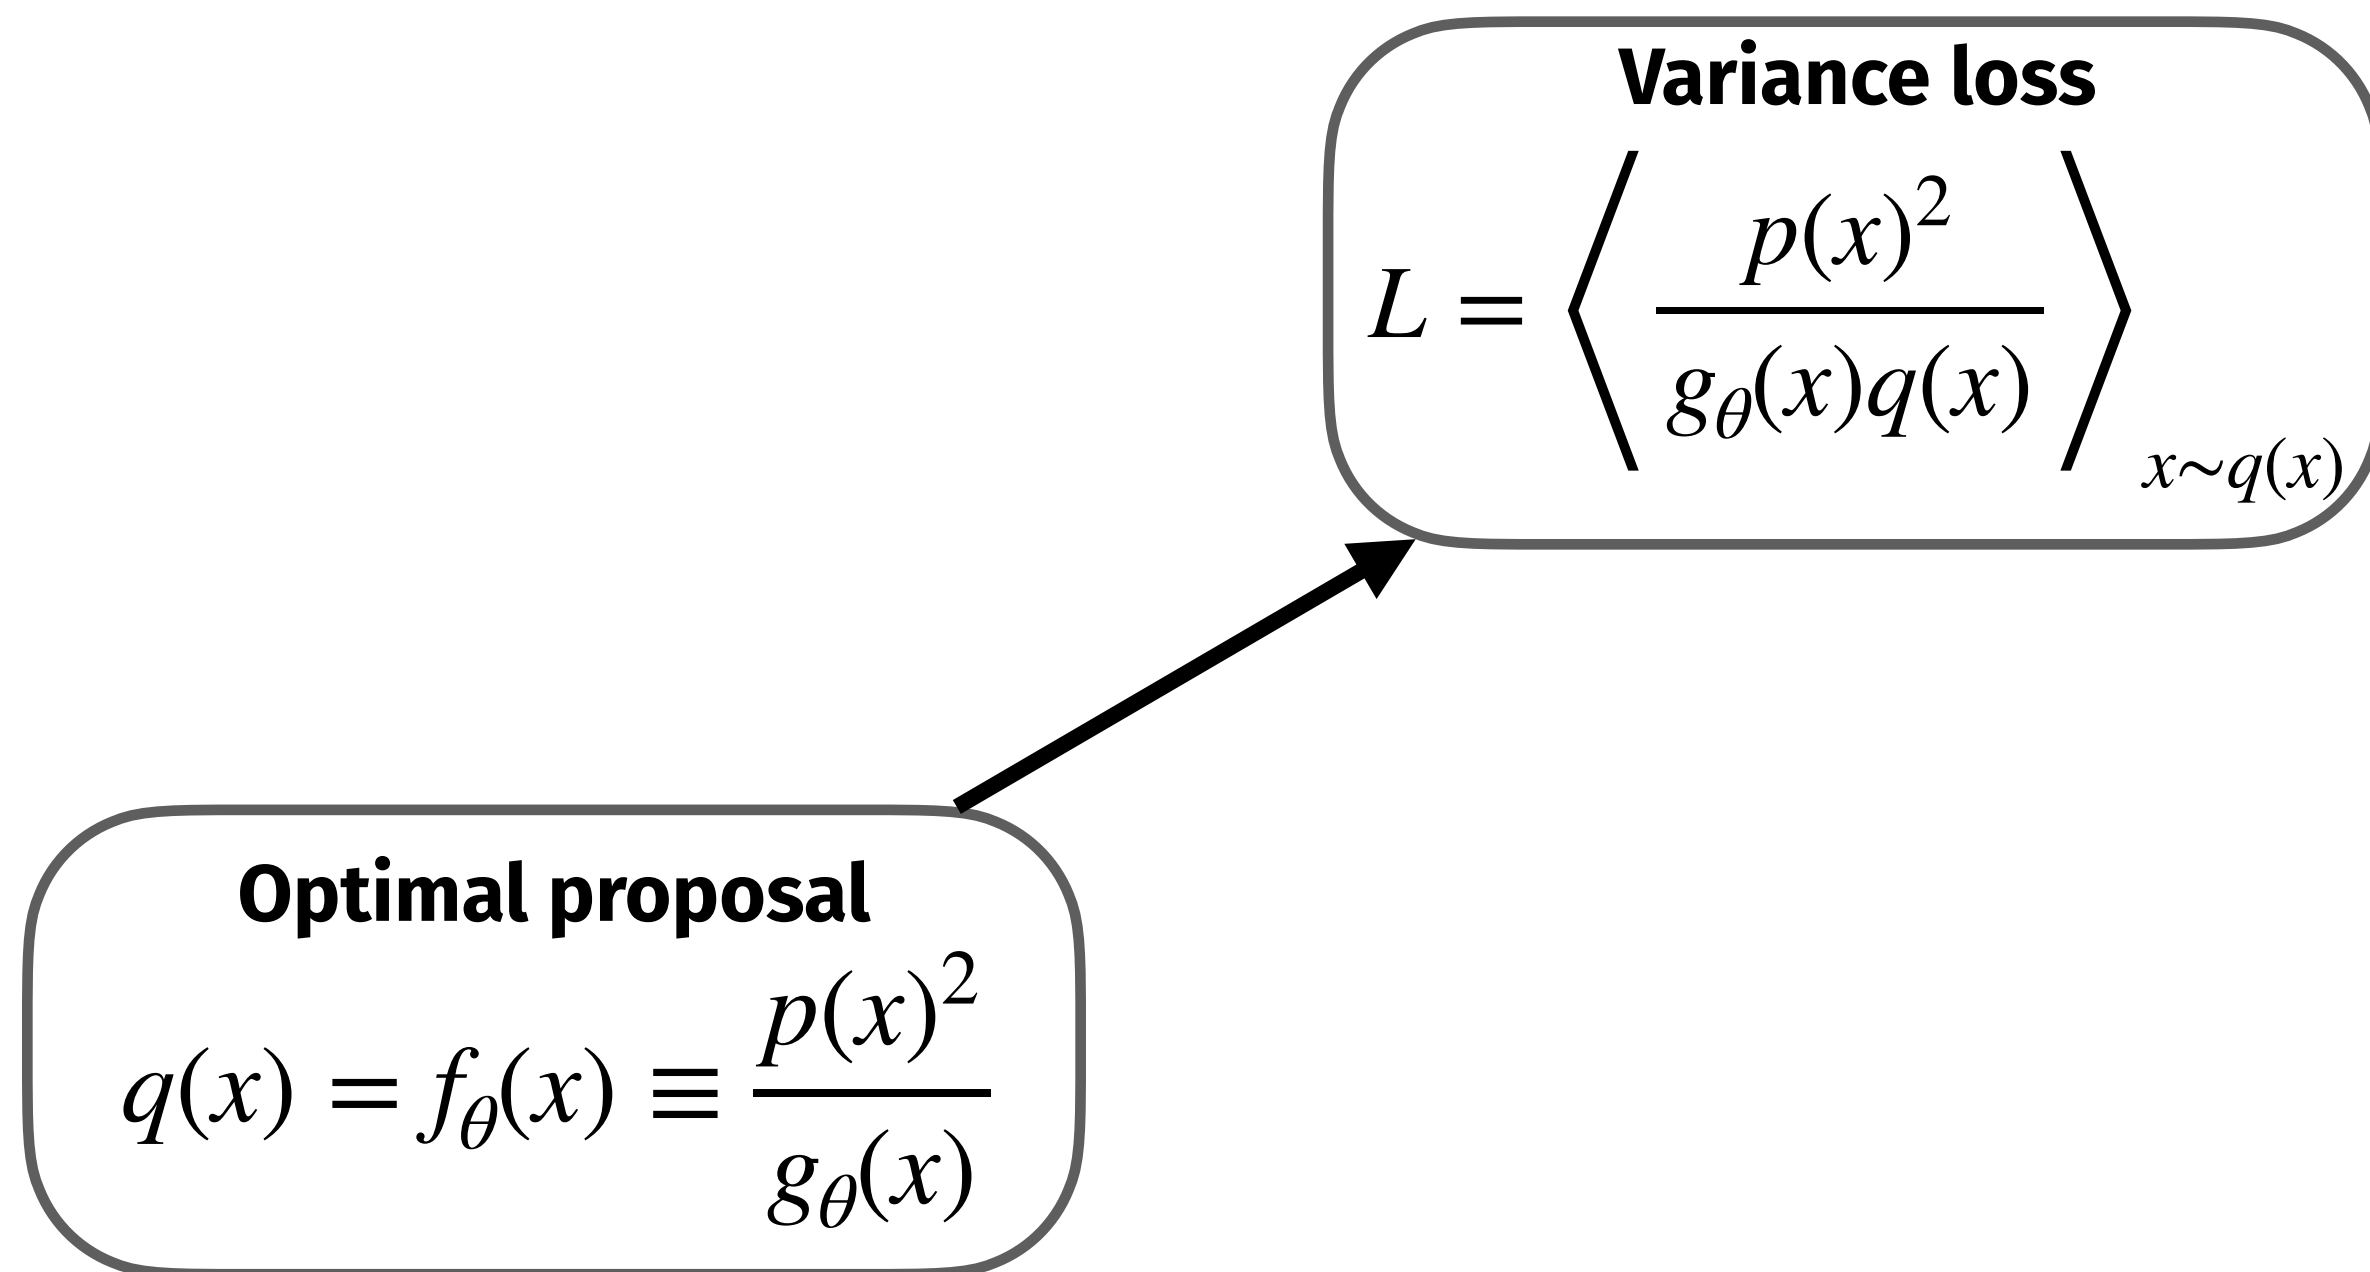 Variance loss
L = ⟨ p(x)² / g_θ(x)q(x) ⟩_{x∼q(x)}
Optimal proposal
q(x) = f_θ(x) ≡ p(x)² / g_θ(x)